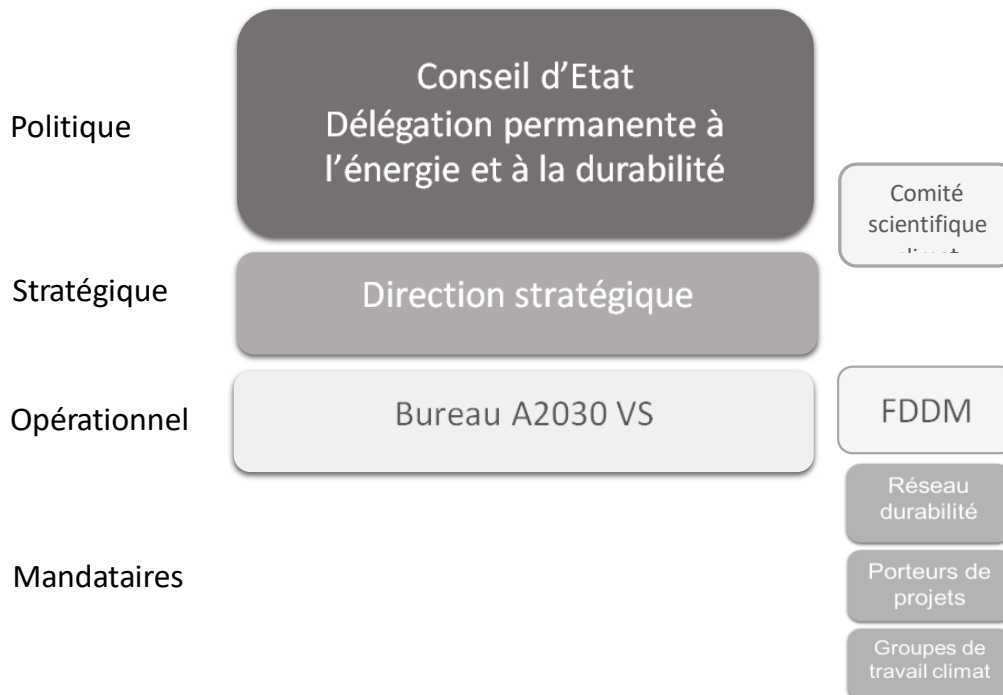 Politique
Conseil d'Etat
Délégation permanente à
l'énergie et à la durabilité
Comité
scientifique
Stratégique
Direction stratégique
Opérationnel
Bureau A2030 VS
FDDM
Réseau
durabilité
Mandataires
Porteurs de
projets
Groupes de
travail climat